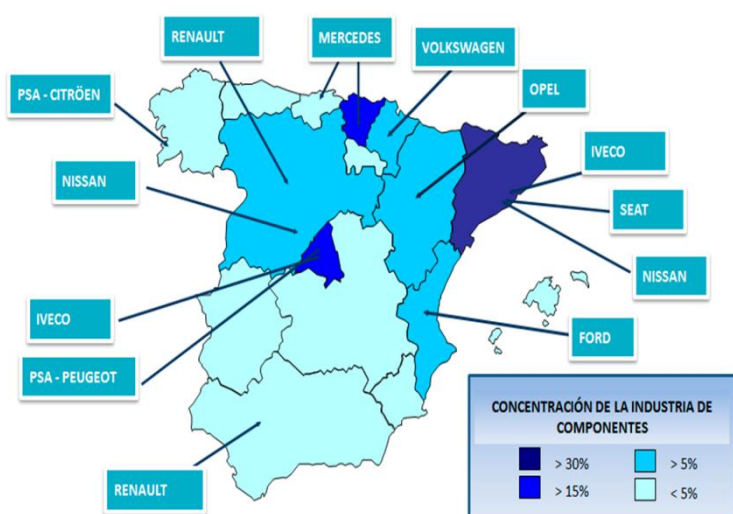 RENAULT
MERCEDES
VOLKSWAGEN
PSA - CITRÖEN
OPEL
NISSAN
IVECO
SEAT
NISSAN
IVECO
FORD
PSA - PEUGEOT
RENAULT
CONCENTRACIÓN DE LA INDUSTRIA DE
COMPONENTES
> 30%
> 5%
> 15%
< 5%